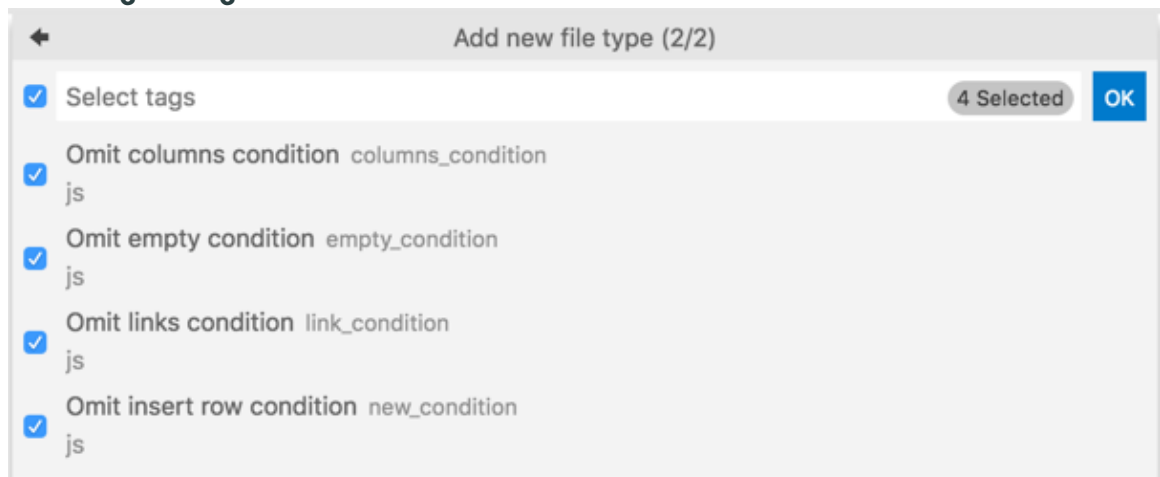 Add new file type (2/2)
Select tags 4 Selected OK
Omit columns condition columns_condition
js
Omit empty condition empty_condition
js
Omit links condition link_condition
js
Omit insert row condition new_condition
js